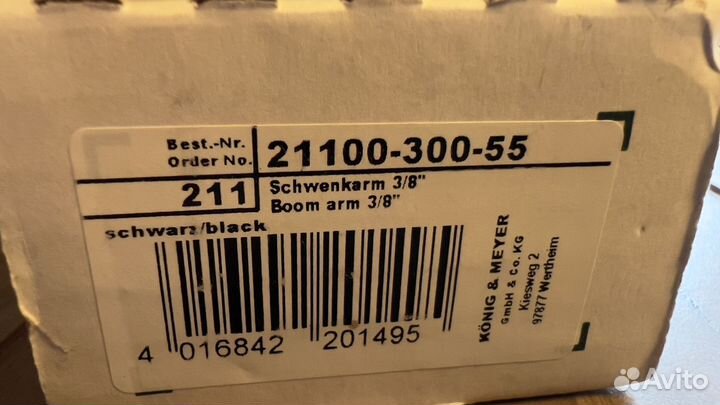 Best.-Nr.
Order No.
21100-300-55
211
Schwenkarm 3/8"
Boom arm 3/8"
schwarz/black
4 016842 201495
KÖNIG & MEYER
GmbH & Co. KG
Kiesweg 2
97877 Wertheim
Avito